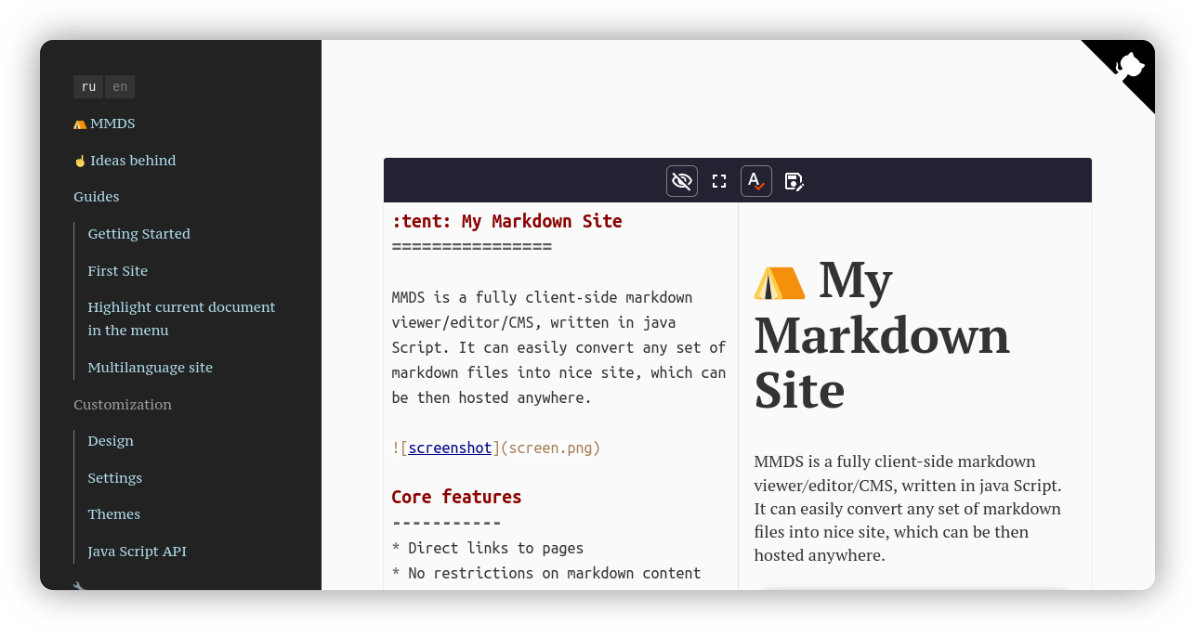 ru en
MMDS
Ideas behind
Guides
Getting Started
First Site
Highlight current document
in the menu
Multilanguage site
Customization
Design
Settings
Themes
Java Script API
:tent: My Markdown Site
================
MMDS is a fully client-side markdown
viewer/editor/CMS, written in java
Script. It can easily convert any set of
markdown files into nice site, which can
be then hosted anywhere.
![screenshot](screen.png)
Core features
-----------
* Direct links to pages
* No restrictions on markdown content
My
Markdown
Site
MMDS is a fully client-side markdown
viewer/editor/CMS, written in java Script.
It can easily convert any set of markdown
files into nice site, which can be then
hosted anywhere.